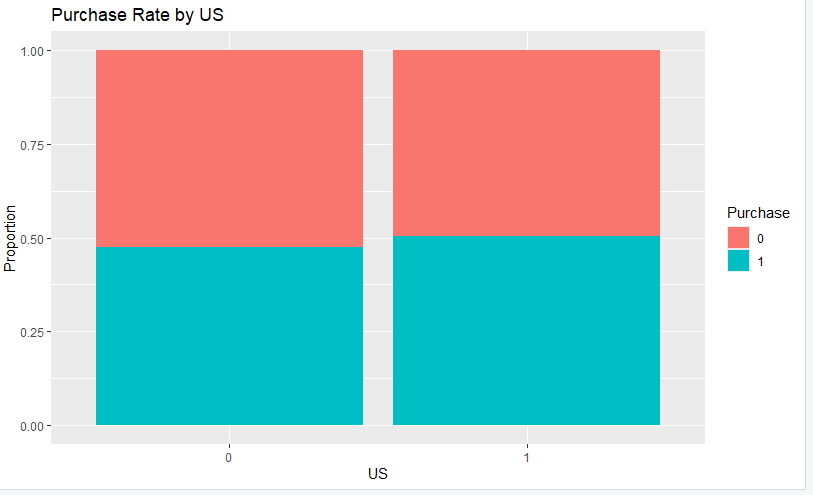 Purchase Rate by US
1.00
0.75
0.50
0.25
0.00
Proportion
0 1
US
Purchase
0
1